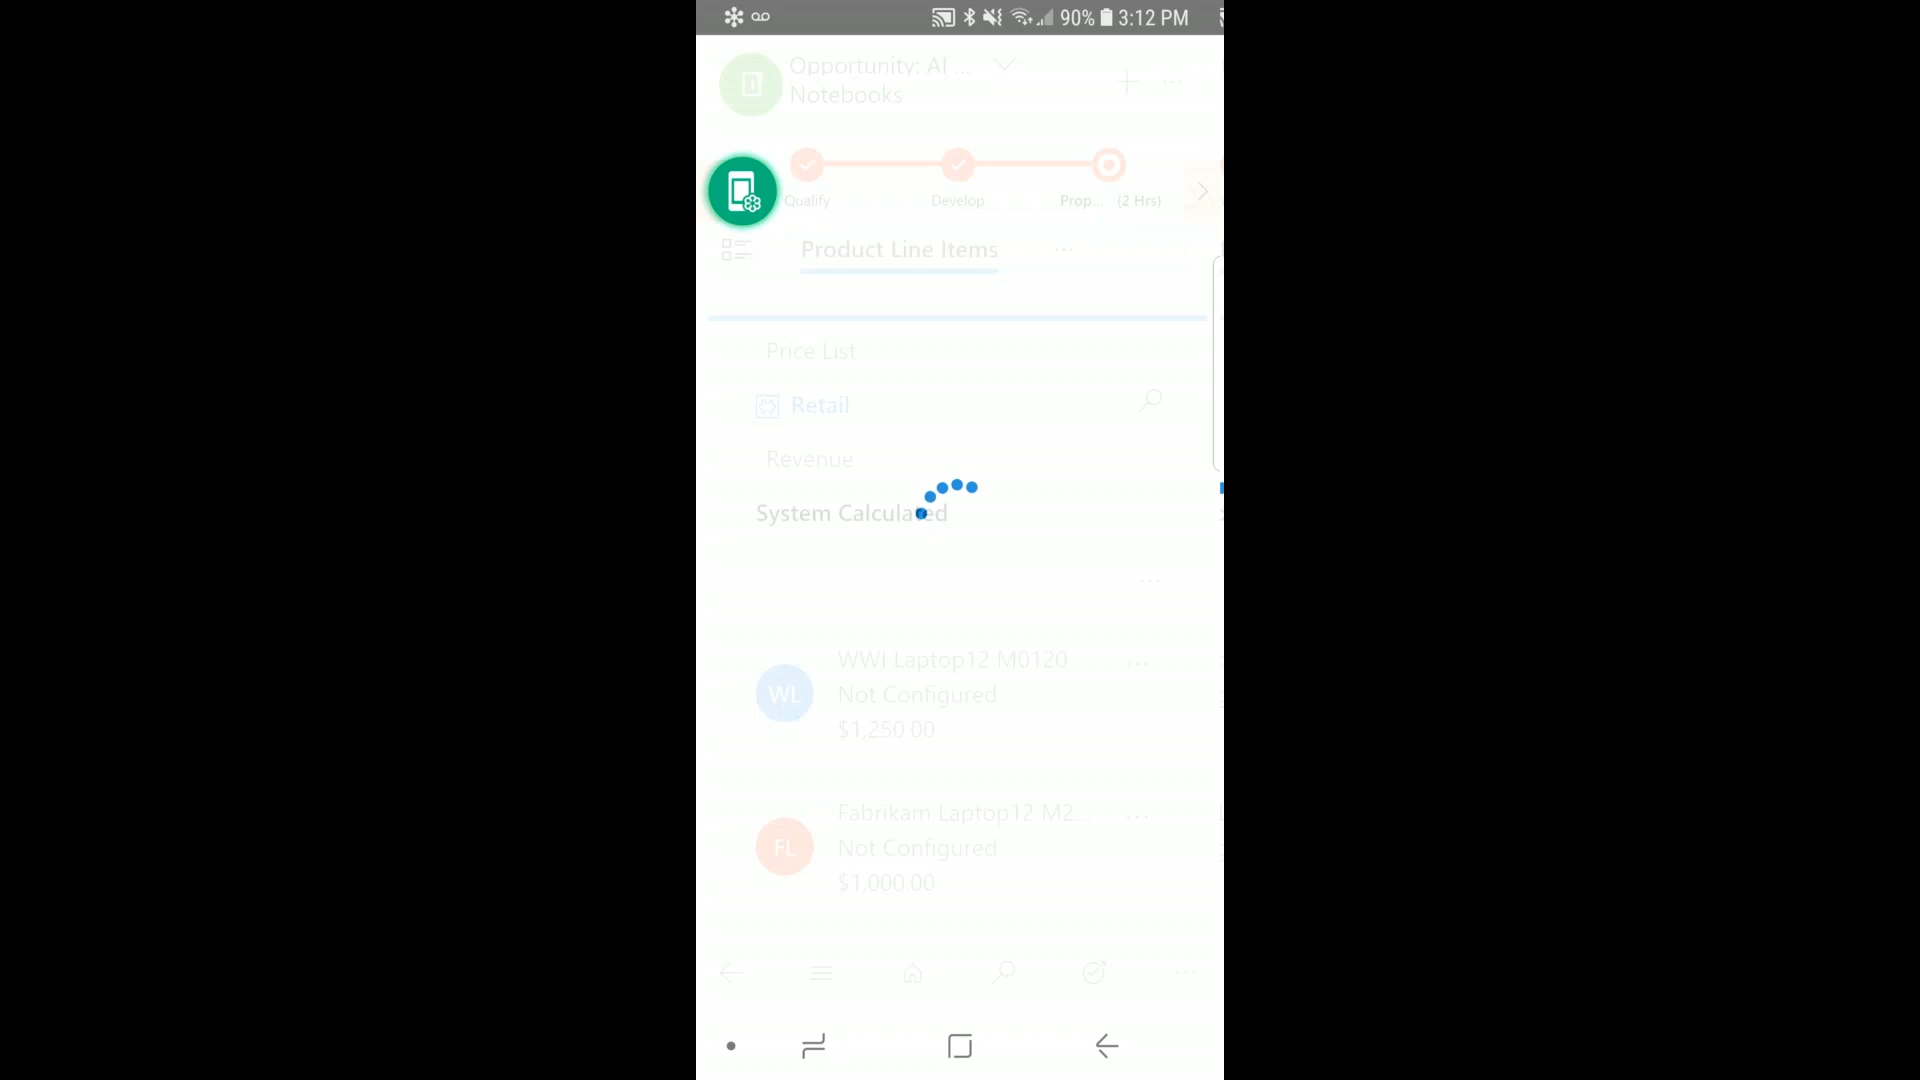 90% 3:12 PM
Opportunity: AI ...
Notebooks
Qualify
Develop
Prop... (2 Hrs)
Product Line Items
...
Price List
Retail
Revenue
System Calculated
...
WWI Laptop12 M0120
...
WL
Not Configured
$1,250.00
Fabrikam Laptop12 M2...
...
FL
Not Configured
$1,000.00